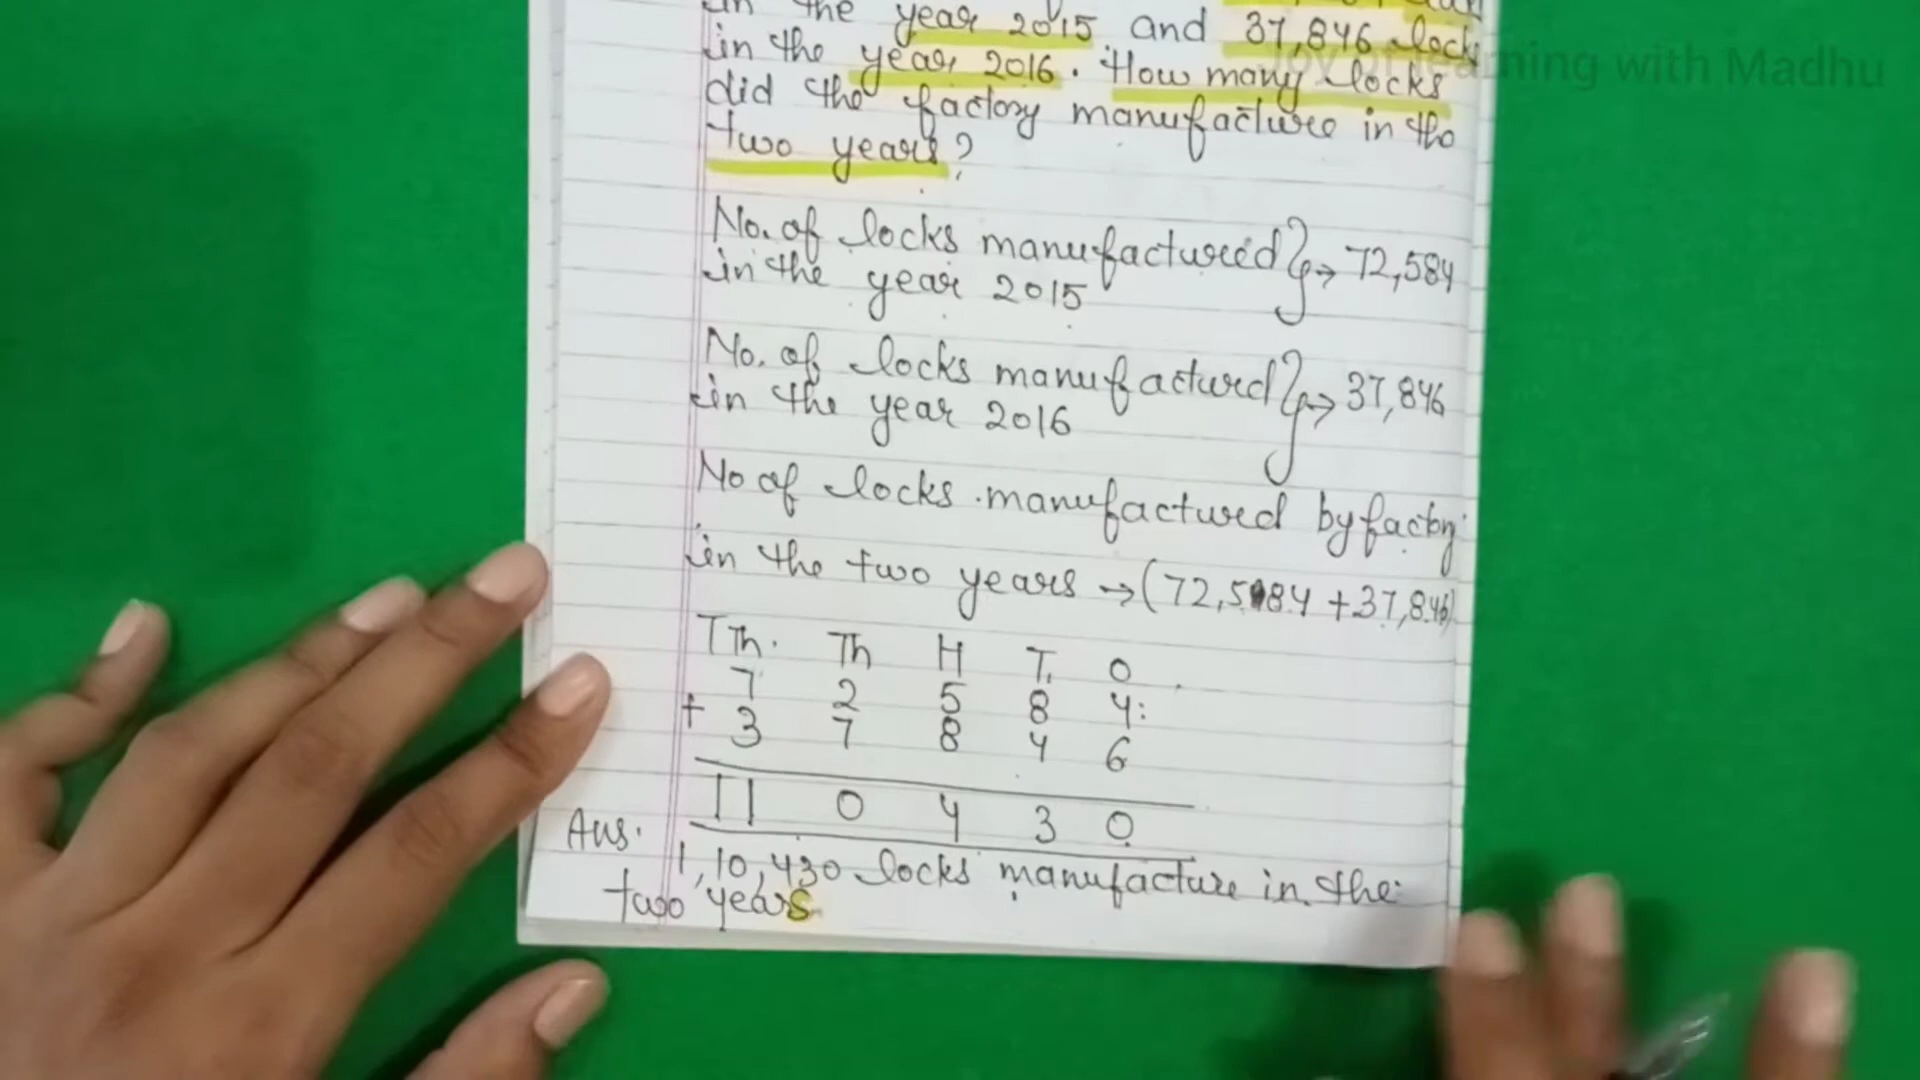 in the year 2015 and 37,846 lock
in the year 2016. How many locks
did the factory manufacture in the
two years?
No. of locks manufactured } → 72,584
in the year 2015
No. of locks manufactured } → 37,846
in the year 2016
No of locks manufactured by factory
in the two years → (72,584 + 37,846)
T Th. Th H T. O
7 2 5 8 4
+ 3 7 8 4 6
11 0 4 3 0
Ans. 1,10,430 locks manufacture in the
two years
Joy of learning with Madhu